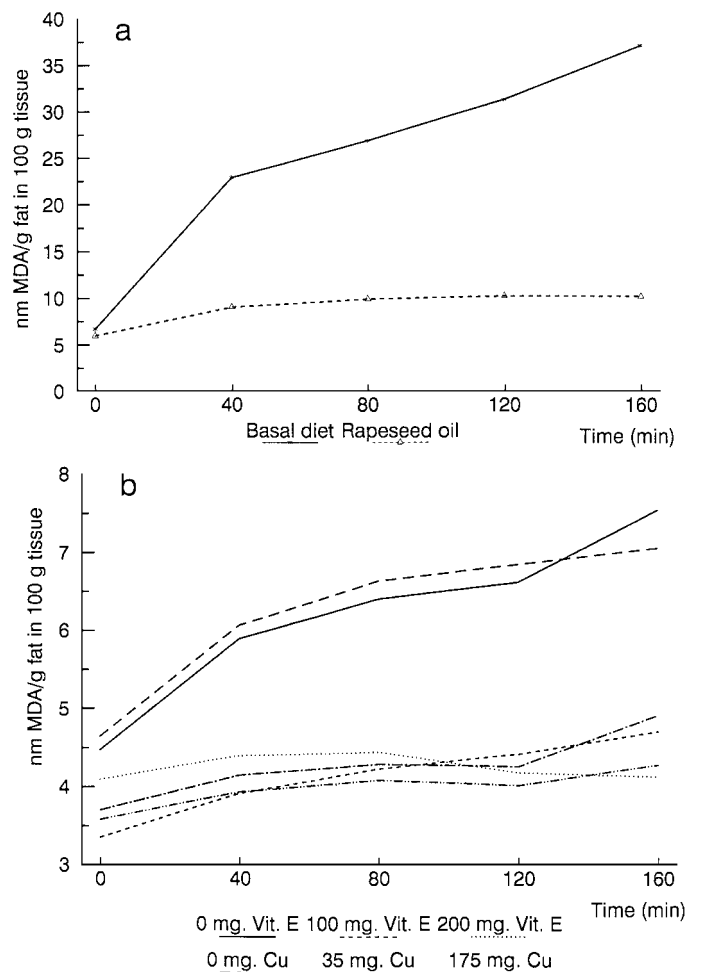 a
nm MDA/g fat in 100 g tissue
40
35
30
25
20
15
10
5
0
0 40 80 120 160
Basal diet Rapeseed oil
Time (min)
b
nm MDA/g fat in 100 g tissue
8
7
6
5
4
3
0 40 80 120 160
Time (min)
0 mg. Vit. E 100 mg. Vit. E 200 mg. Vit. E
0 mg. Cu 35 mg. Cu 175 mg. Cu